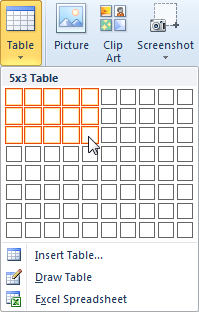 Table Picture Clip Art Screenshot
5x3 Table
Insert Table...
Draw Table
Excel Spreadsheet